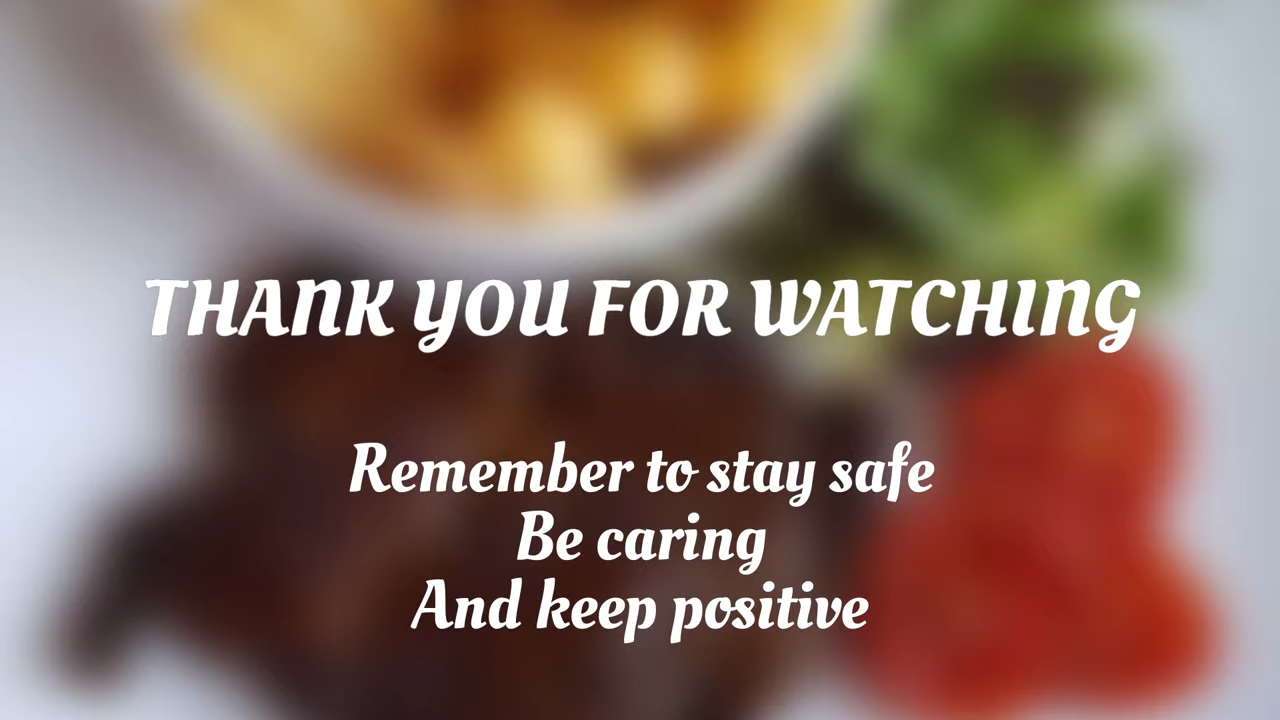 THANK YOU FOR WATCHING
Remember to stay safe
Be caring
And keep positive